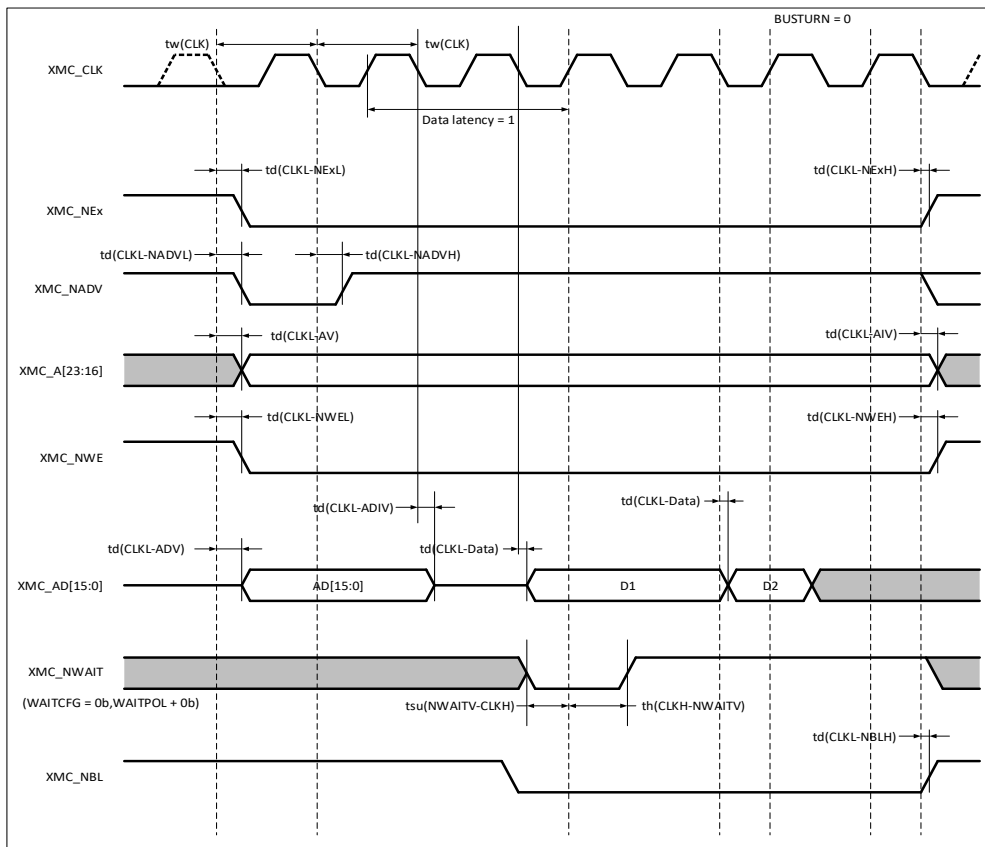 BUSTURN = 0
tw(CLK)
tw(CLK)
XMC_CLK
Data latency = 1
td(CLKL-NExL)
td(CLKL-NExH)
XMC_NEx
td(CLKL-NADVL)
td(CLKL-NADVH)
XMC_NADV
td(CLKL-AV)
td(CLKL-AIV)
XMC_A[23:16]
td(CLKL-NWEL)
td(CLKL-NWEH)
XMC_NWE
td(CLKL-ADIV)
td(CLKL-Data)
td(CLKL-ADV)
td(CLKL-Data)
XMC_AD[15:0]
AD[15:0]
D1
D2
XMC_NWAIT
(WAITCFG = 0b,WAITPOL + 0b)
tsu(NWAITV-CLKH)
th(CLKH-NWAITV)
td(CLKL-NBLH)
XMC_NBL